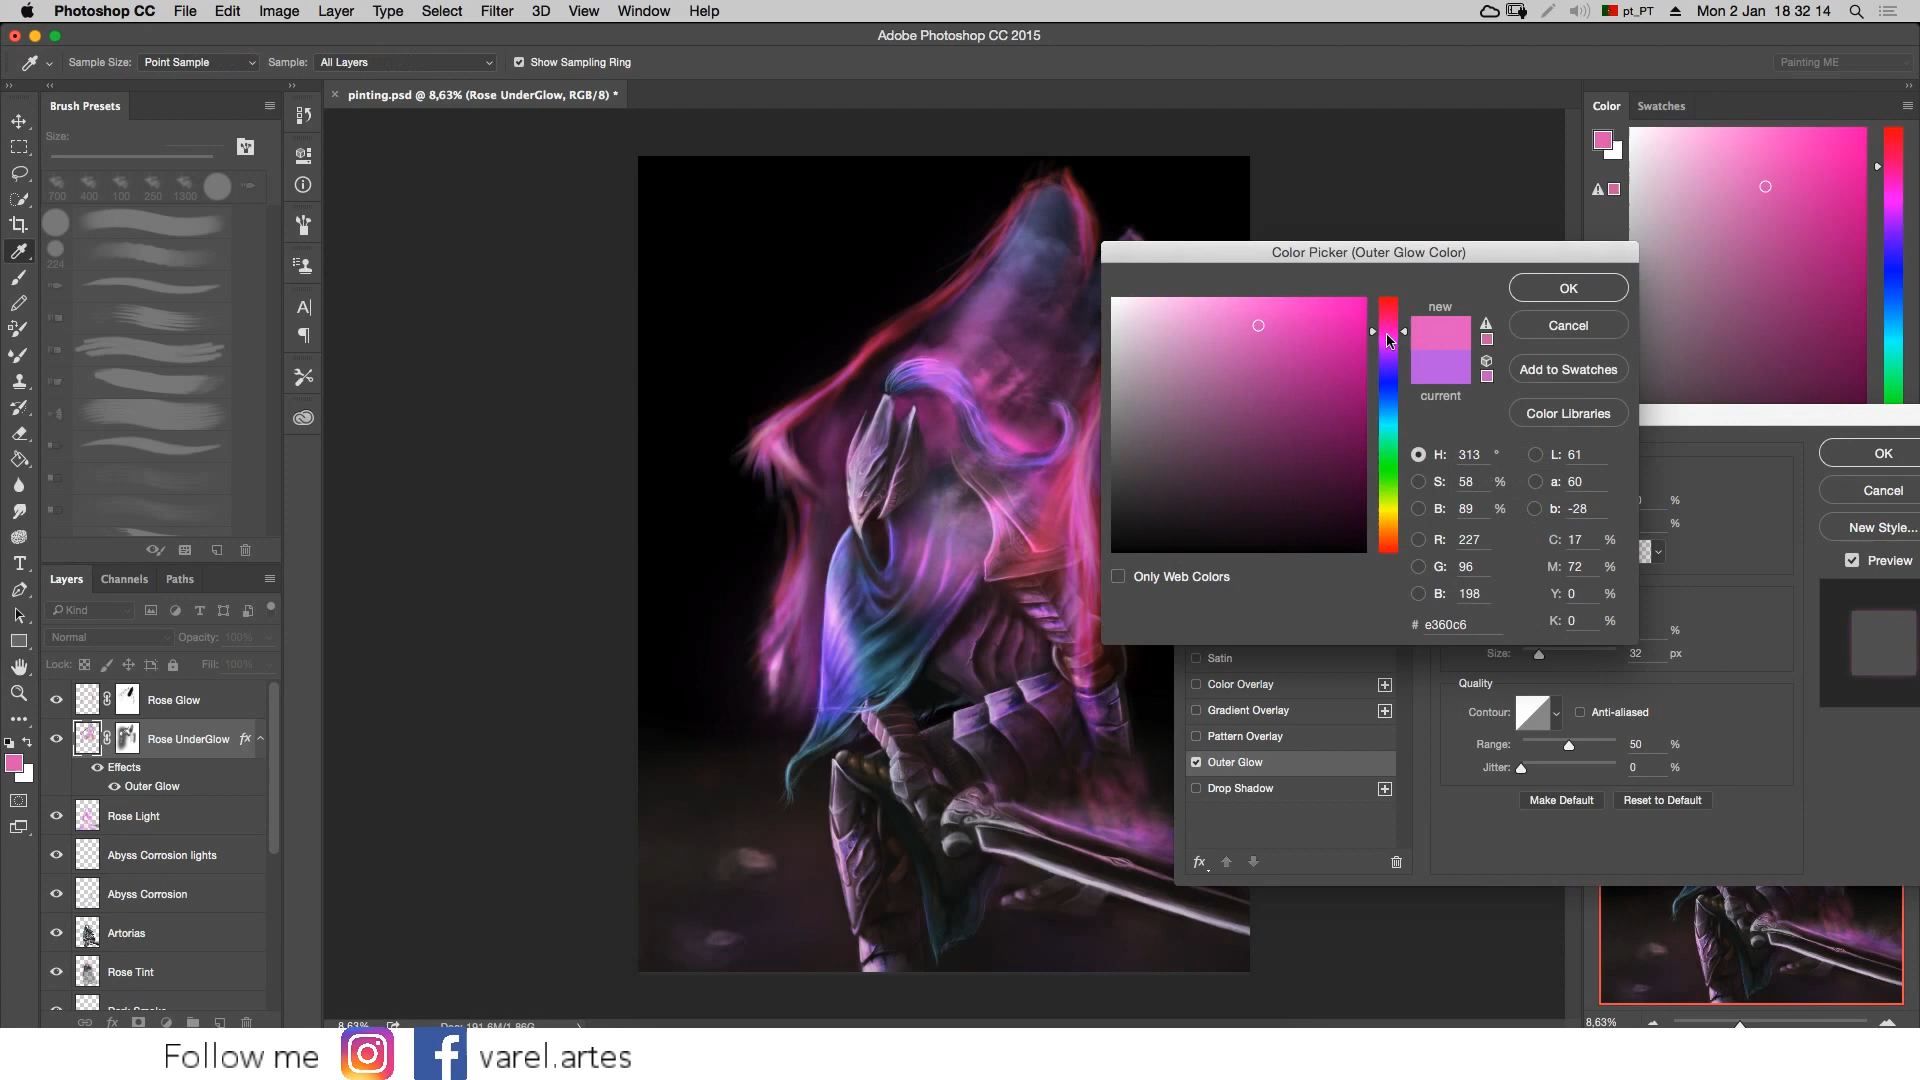 Photoshop CC File Edit Image Layer Type Select Filter 3D View Window Help pt_PT Mon 2 Jan 18 32 14
Adobe Photoshop CC 2015
Sample Size: Point Sample Sample: All Layers Show Sampling Ring Painting ME
Brush Presets
pinting.psd @ 8,63% (Rose UnderGlow, RGB/8) *
Color Swatches
Size:
700 400 100 250 1300
224
Color Picker (Outer Glow Color)
new
current
OK
Cancel
Add to Swatches
Color Libraries
H: 313 ° L: 61
S: 58 % a: 60
B: 89 % b: -28
R: 227 C: 17 %
G: 96 M: 72 %
B: 198 Y: 0 %
# e360c6 K: 0 %
Only Web Colors
OK
Cancel
New Style...
Preview
%
%
%
Size: 32 px
Quality
Contour: Anti-aliased
Range: 50 %
Jitter: 0 %
Make Default Reset to Default
Satin
Color Overlay
Gradient Overlay
Pattern Overlay
Outer Glow
Drop Shadow
fx
Layers Channels Paths
Kind
Normal Opacity: 100%
Lock: Fill: 100%
Rose Glow
Rose UnderGlow fx
Effects
Outer Glow
Rose Light
Abyss Corrosion lights
Abyss Corrosion
Artorias
Rose Tint
8,63%
8,63%
Follow me varel.artes